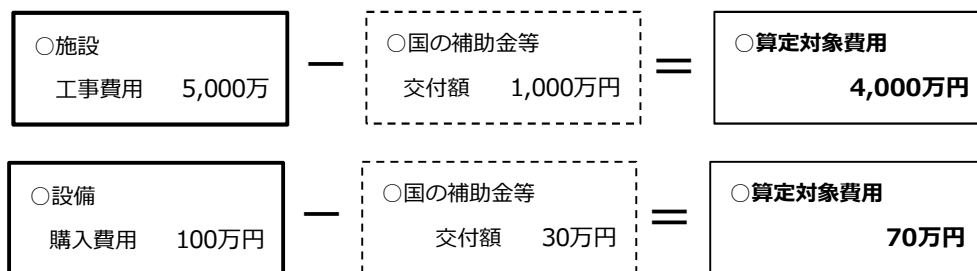 ○施設
工事費用 5,000万
－
○国の補助金等
交付額 1,000万円
＝
○算定対象費用
4,000万円
○設備
購入費用 100万円
－
○国の補助金等
交付額 30万円
＝
○算定対象費用
70万円